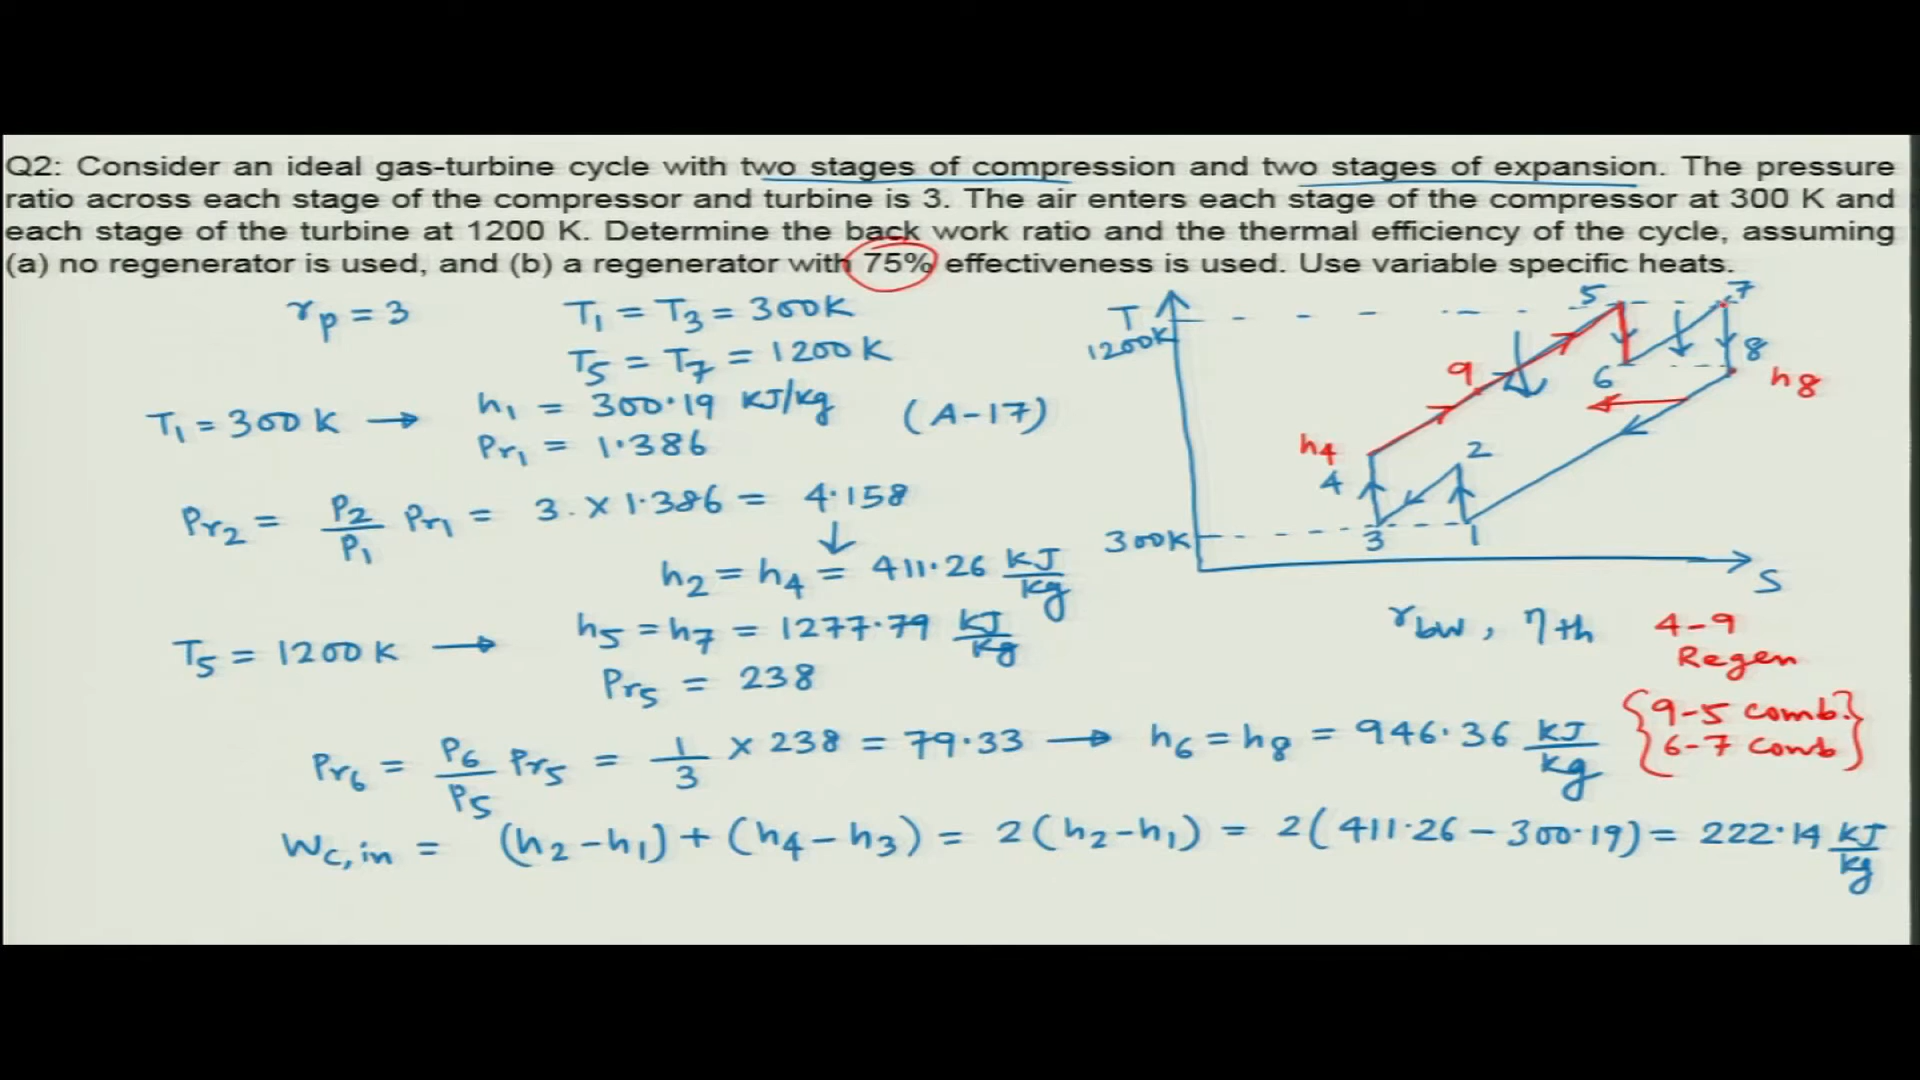 Q2: Consider an ideal gas-turbine cycle with two stages of compression and two stages of expansion. The pressure
ratio across each stage of the compressor and turbine is 3. The air enters each stage of the compressor at 300 K and
each stage of the turbine at 1200 K. Determine the back work ratio and the thermal efficiency of the cycle, assuming
(a) no regenerator is used, and (b) a regenerator with 75% effectiveness is used. Use variable specific heats.
rp = 3
T1 = T3 = 300K
T5 = T7 = 1200K
T1 = 300K → h1 = 300.19 KJ/kg (A-17)
Pr1 = 1.386
Pr2 = P2/P1 Pr1 = 3 × 1.386 = 4.158
↓
h2 = h4 = 411.26 KJ/kg
T5 = 1200K → h5 = h7 = 1277.79 KJ/kg
Pr5 = 238
Pr6 = P6/P5 Pr5 = 1/3 × 238 = 79.33 → h6 = h8 = 946.36 KJ/kg
Wc,in = (h2-h1) + (h4-h3) = 2(h2-h1) = 2(411.26 - 300.19) = 222.14 KJ/kg
T
1200K
5
7
9
6
8
h8
h4
4
2
300K
3
1
S
rbw, ηth
4-9
Regen
{9-5 comb.}
{6-7 comb}